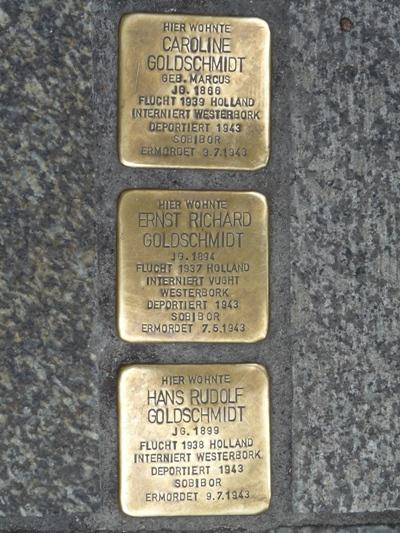 HIER WOHNTE
CAROLINE
GOLDSCHMIDT
GEB. MARCUS
JG. 1866
FLUCHT 1939 HOLLAND
INTERNIERT WESTERBORK
DEPORTIERT 1943
SOBIBOR
ERMORDET 9.7.1943
HIER WOHNTE
ERNST RICHARD
GOLDSCHMIDT
JG. 1894
FLUCHT 1937 HOLLAND
INTERNIERT VUGHT
WESTERBORK
DEPORTIERT 1943
SOBIBOR
ERMORDET 7.5.1943
HIER WOHNTE
HANS RUDOLF
GOLDSCHMIDT
JG. 1899
FLUCHT 1938 HOLLAND
INTERNIERT WESTERBORK
DEPORTIERT 1943
SOBIBOR
ERMORDET 9.7.1943